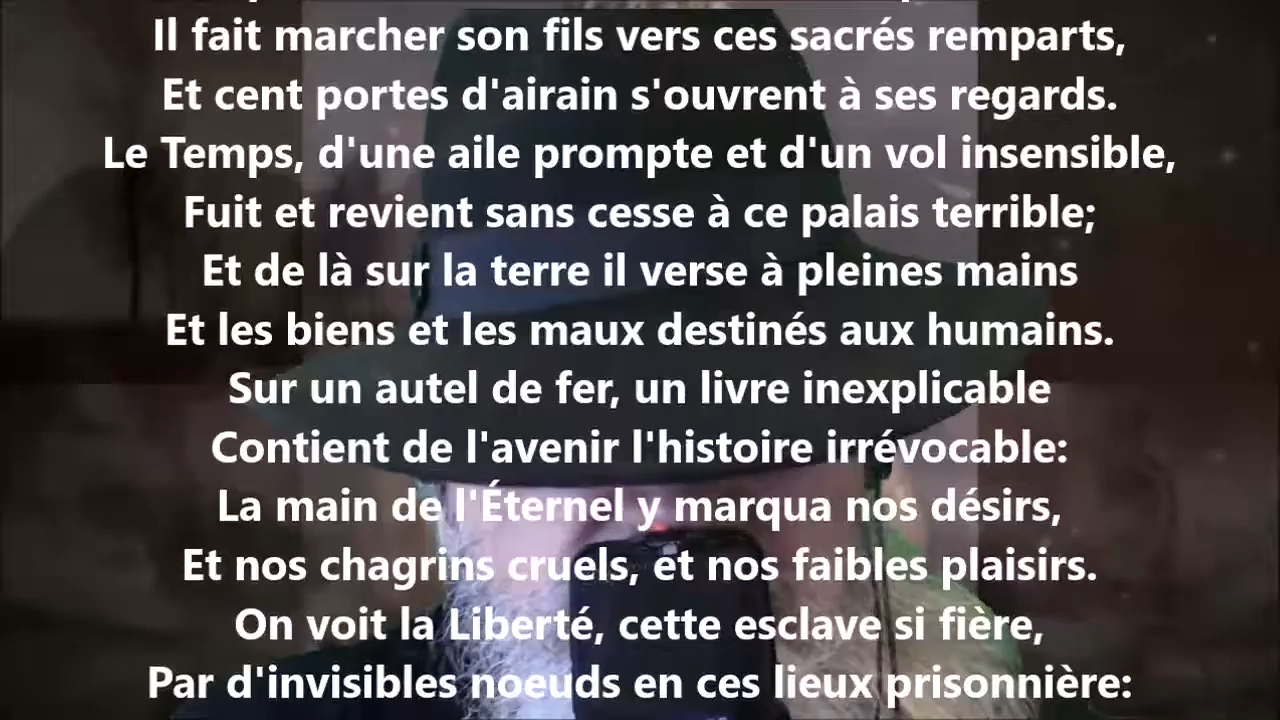 Il fait marcher son fils vers ces sacrés remparts,
Et cent portes d'airain s'ouvrent à ses regards.
Le Temps, d'une aile prompte et d'un vol insensible,
Fuit et revient sans cesse à ce palais terrible;
Et de là sur la terre il verse à pleines mains
Et les biens et les maux destinés aux humains.
Sur un autel de fer, un livre inexplicable
Contient de l'avenir l'histoire irrévocable:
La main de l'Éternel y marqua nos désirs,
Et nos chagrins cruels, et nos faibles plaisirs.
On voit la Liberté, cette esclave si fière,
Par d'invisibles noeuds en ces lieux prisonnière: